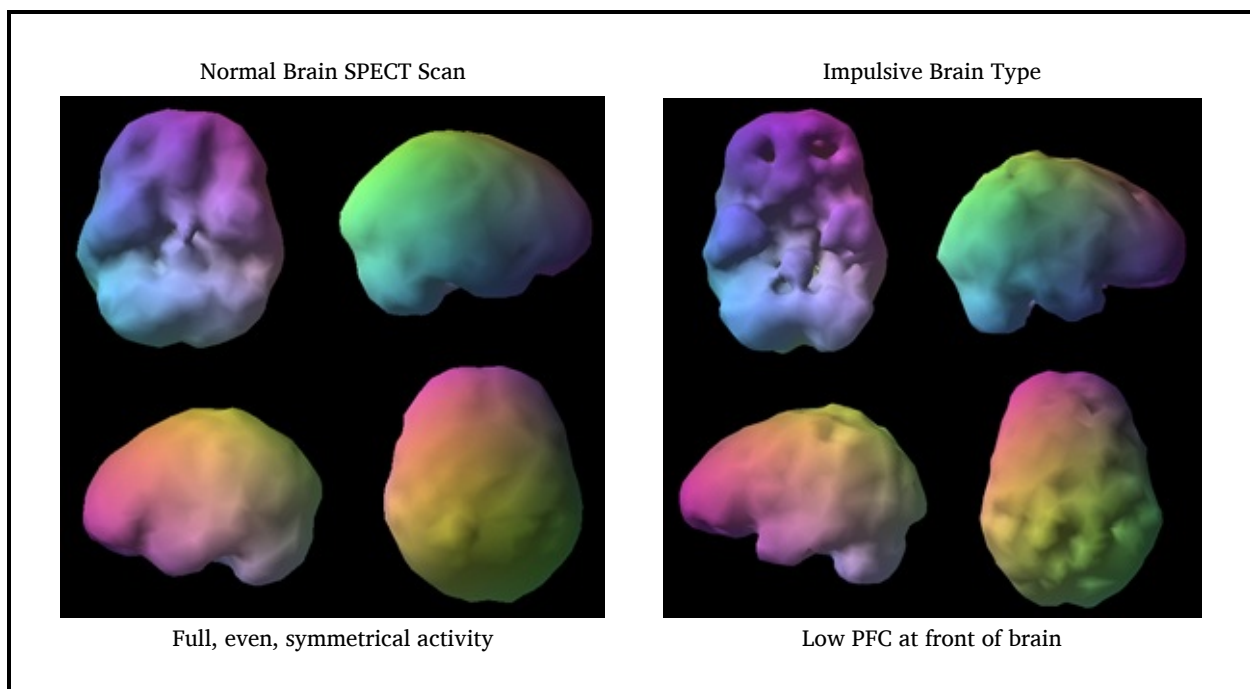 Normal Brain SPECT Scan
Impulsive Brain Type
Full, even, symmetrical activity
Low PFC at front of brain